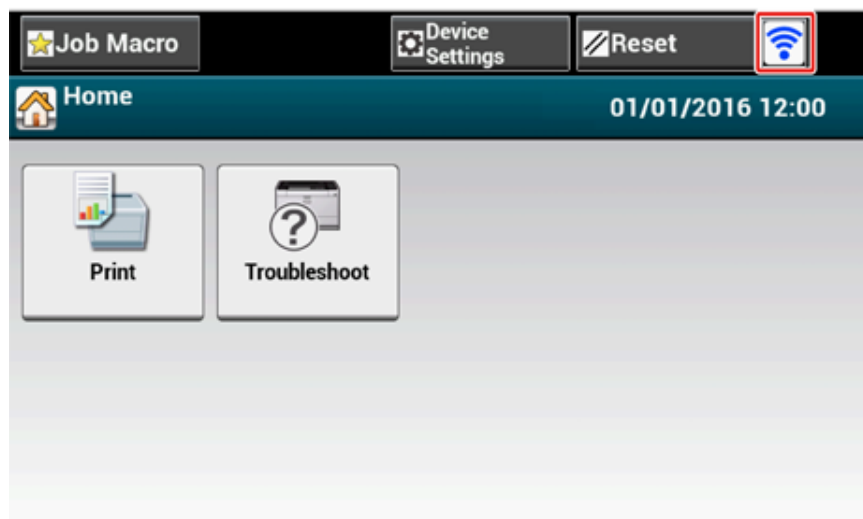 Job Macro
Device
Settings
Reset
Home
01/01/2016 12:00
Print
Troubleshoot